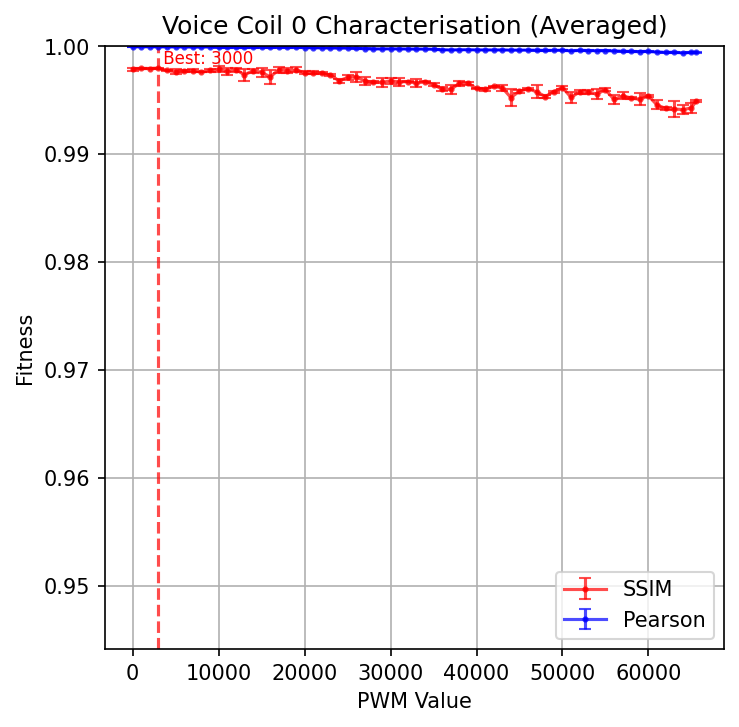 Voice Coil 0 Characterisation (Averaged)
1.00
Best: 3000
0.99
0.98
0.97
Fitness
0.96
0.95
SSIM
Pearson
0 10000 20000 30000 40000 50000 60000
PWM Value